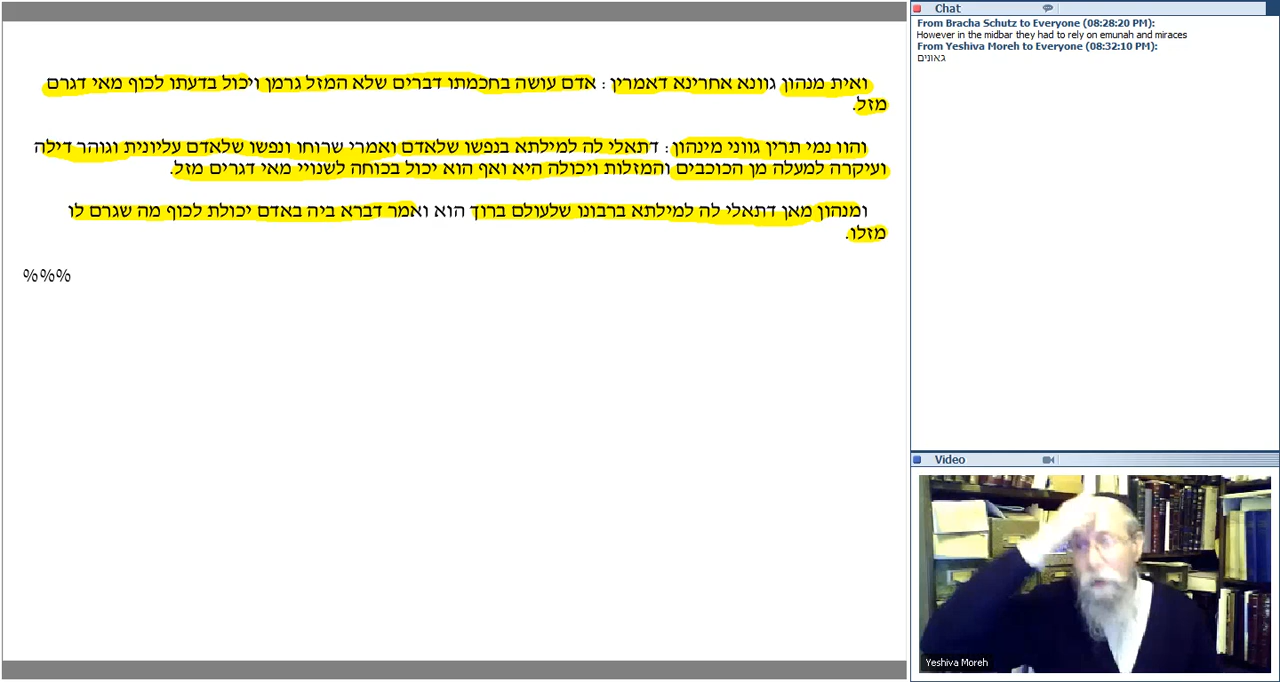 ואית מנהון גוונא אחרינא דאמרין : אדם עושה בחכמתו דברים שלא המזל גרמן ויכול בדעתו לכוף מאי דגרם
מזל.
והוו נמי תרין גווני מינהון : דתאלי לה למילתא בנפשו שלאדם ואמרי שרוחו ונפשו שלאדם עליונית וגוהר דילה
ועיקרה למעלה מן הכוכבים והמזלות ויכולה היא ואף הוא יכול בכוחה לשנויי מאי דגרים מזל.
ומנהון מאן דתאלי לה למילתא ברבונו שלעולם ברוך הוא ואמר דברא ביה באדם יכולת לכוף מה שגרם לו
מזלו.
%%%
Chat
From Bracha Schutz to Everyone (08:28:20 PM):
However in the midbar they had to rely on emunah and miraces
From Yeshiva Moreh to Everyone (08:32:10 PM):
גאונים
Video
Yeshiva Moreh